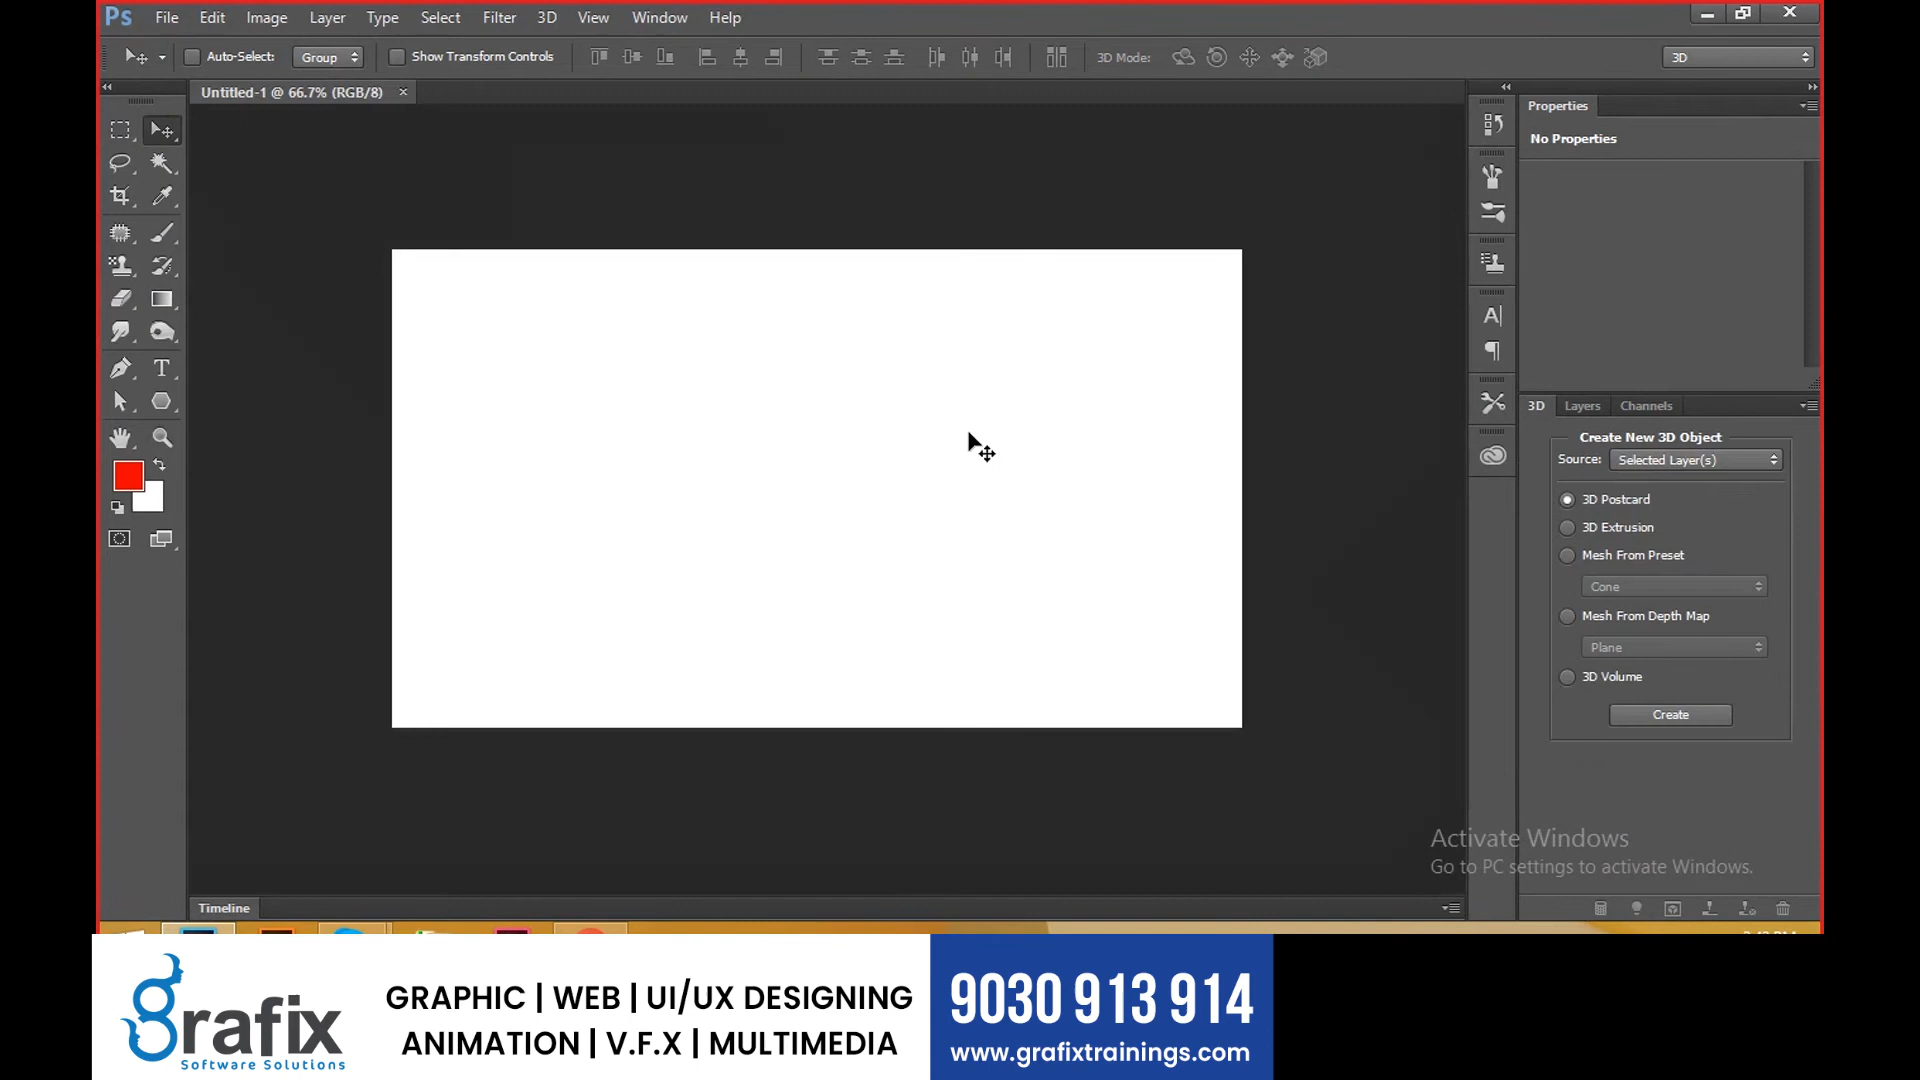 Ps File Edit Image Layer Type Select Filter 3D View Window Help
Auto-Select: Group Show Transform Controls 3D Mode: 3D
Untitled-1 @ 66.7% (RGB/8) ×
Properties
No Properties
3D Layers Channels
Create New 3D Object
Source: Selected Layer(s)
3D Postcard
3D Extrusion
Mesh From Preset
Cone
Mesh From Depth Map
Plane
3D Volume
Create
Activate Windows
Go to PC settings to activate Windows.
Timeline
grafix
Software Solutions
GRAPHIC | WEB | UI/UX DESIGNING
ANIMATION | V.F.X | MULTIMEDIA
9030 913 914
www.grafixtrainings.com